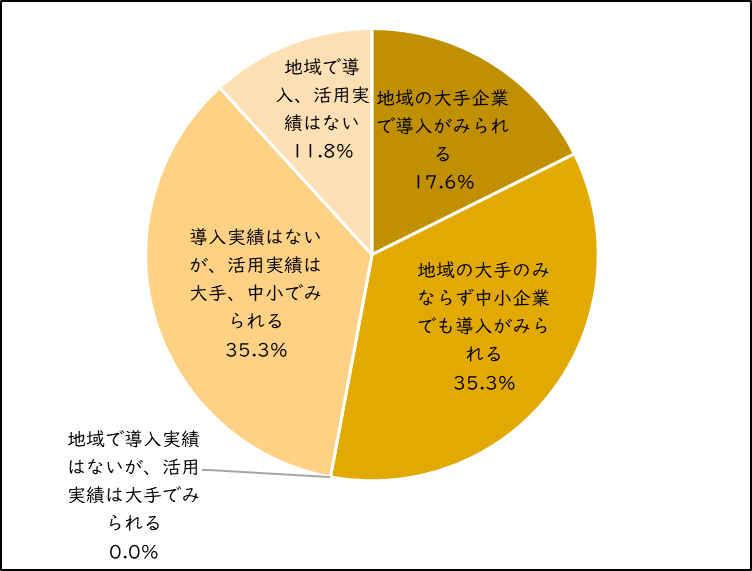 地域の大手企業
で導入がみられ
る
17.6%
地域の大手のみ
ならず中小企業
でも導入がみら
れる
35.3%
地域で導入実績
はないが、活用
実績は大手でみ
られる
0.0%
導入実績はない
が、活用実績は
大手、中小でみ
られる
35.3%
地域で導
入、活用実
績はない
11.8%